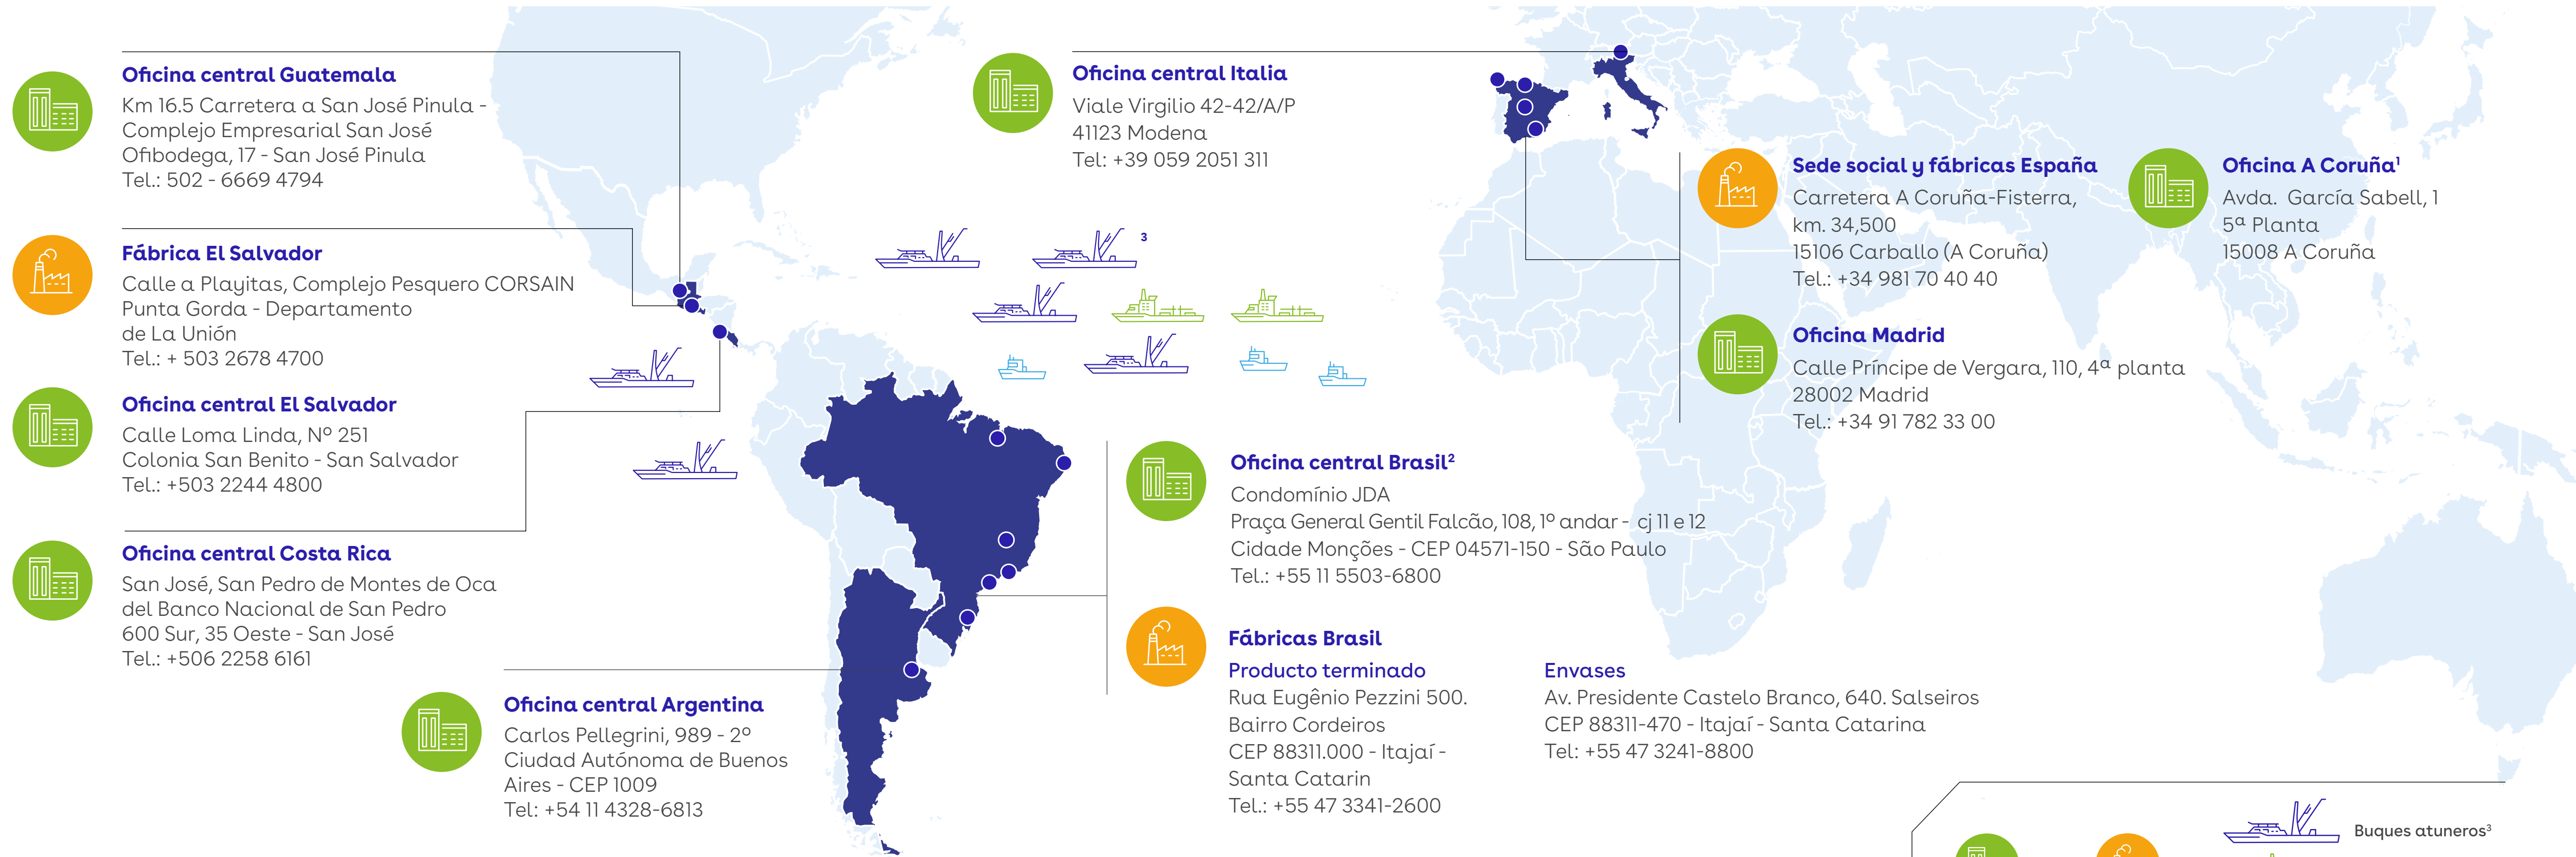 Oficina central Guatemala
Km 16.5 Carretera a San José Pinula -
Complejo Empresarial San José
Ofibodega, 17 - San José Pinula
Tel.: 502 - 6669 4794
Fábrica El Salvador
Calle a Playitas, Complejo Pesquero CORSAIN
Punta Gorda - Departamento
de La Unión
Tel.: + 503 2678 4700
Oficina central El Salvador
Calle Loma Linda, Nº 251
Colonia San Benito - San Salvador
Tel.: +503 2244 4800
Oficina central Costa Rica
San José, San Pedro de Montes de Oca
del Banco Nacional de San Pedro
600 Sur, 35 Oeste - San José
Tel.: +506 2258 6161
Oficina central Argentina
Carlos Pellegrini, 989 - 2º
Ciudad Autónoma de Buenos
Aires - CEP 1009
Tel: +54 11 4328-6813
Oficina central Italia
Viale Virgilio 42-42/A/P
41123 Modena
Tel: +39 059 2051 311
3
Sede social y fábricas España
Carretera A Coruña-Fisterra,
km. 34,500
15106 Carballo (A Coruña)
Tel.: +34 981 70 40 40
Oficina A Coruña¹
Avda. García Sabell, 1
5ª Planta
15008 A Coruña
Oficina Madrid
Calle Príncipe de Vergara, 110, 4ª planta
28002 Madrid
Tel.: +34 91 782 33 00
Oficina central Brasil²
Condomínio JDA
Praça General Gentil Falcão, 108, 1º andar - cj 11 e 12
Cidade Monções - CEP 04571-150 - São Paulo
Tel.: +55 11 5503-6800
Fábricas Brasil
Producto terminado
Rua Eugênio Pezzini 500.
Bairro Cordeiros
CEP 88311.000 - Itajaí -
Santa Catarin
Tel.: +55 47 3341-2600
Envases
Av. Presidente Castelo Branco, 640. Salseiros
CEP 88311-470 - Itajaí - Santa Catarina
Tel: +55 47 3241-8800
Buques atuneros³